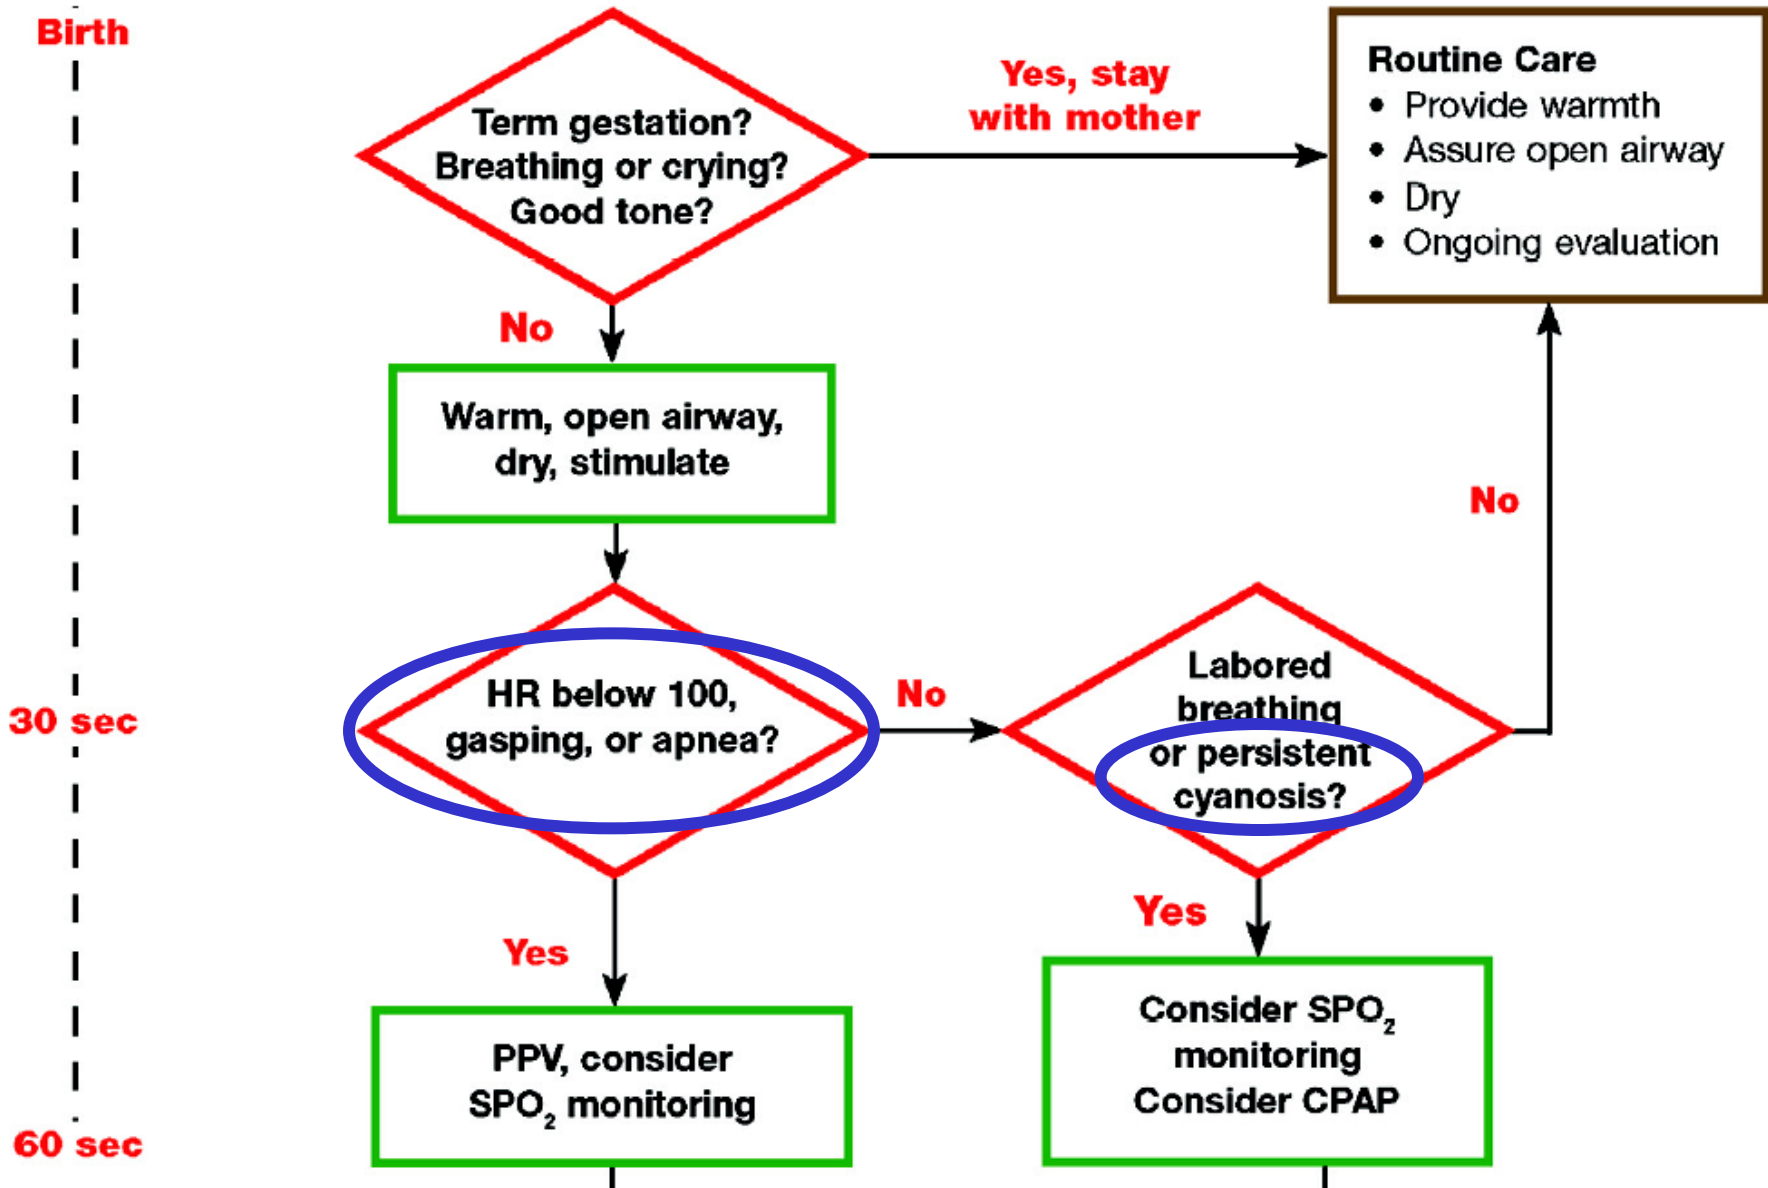 Birth
Term gestation?
Breathing or crying?
Good tone?
Yes, stay
with mother
Routine Care
• Provide warmth
• Assure open airway
• Dry
• Ongoing evaluation
No
Warm, open airway,
dry, stimulate
30 sec
HR below 100,
gasping, or apnea?
No
Labored
breathing
or persistent
cyanosis?
No
Yes
PPV, consider
SPO₂ monitoring
Yes
Consider SPO₂
monitoring
Consider CPAP
60 sec